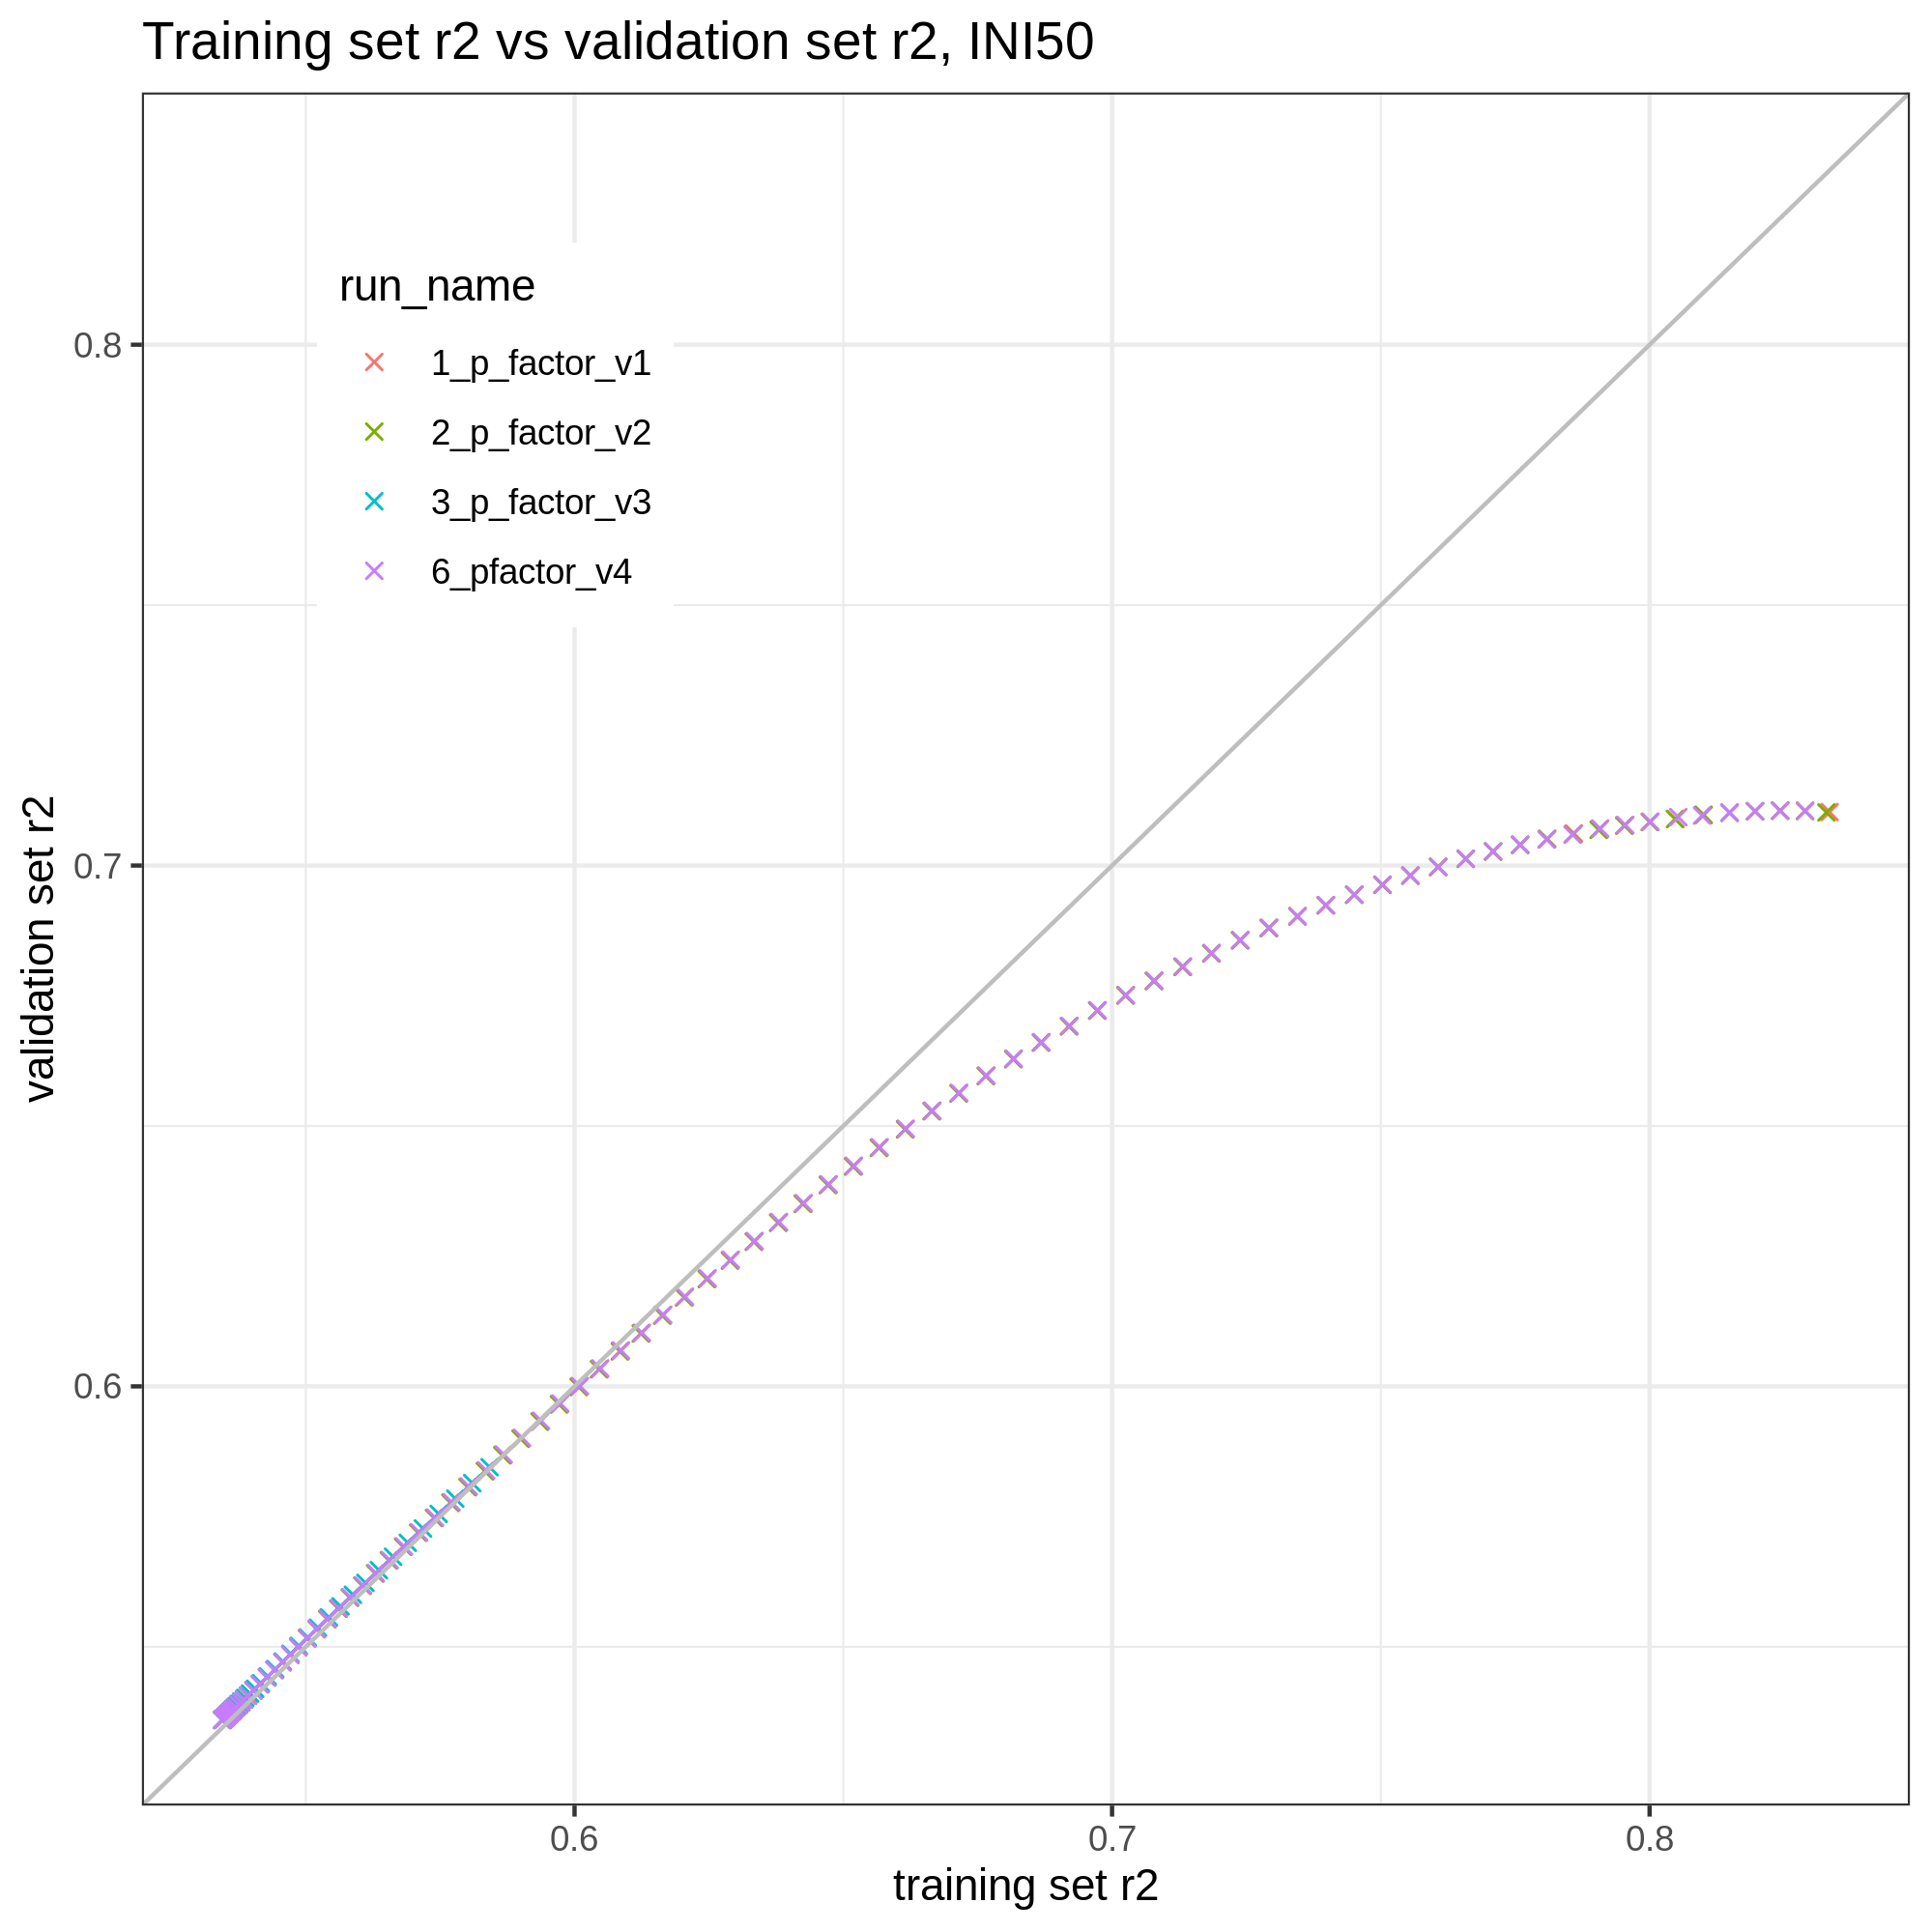 Training set r2 vs validation set r2, INI50
run_name
1_p_factor_v1
2_p_factor_v2
3_p_factor_v3
6_pfactor_v4
0.8
0.7
0.6
validation set r2
0.6 0.7 0.8
training set r2